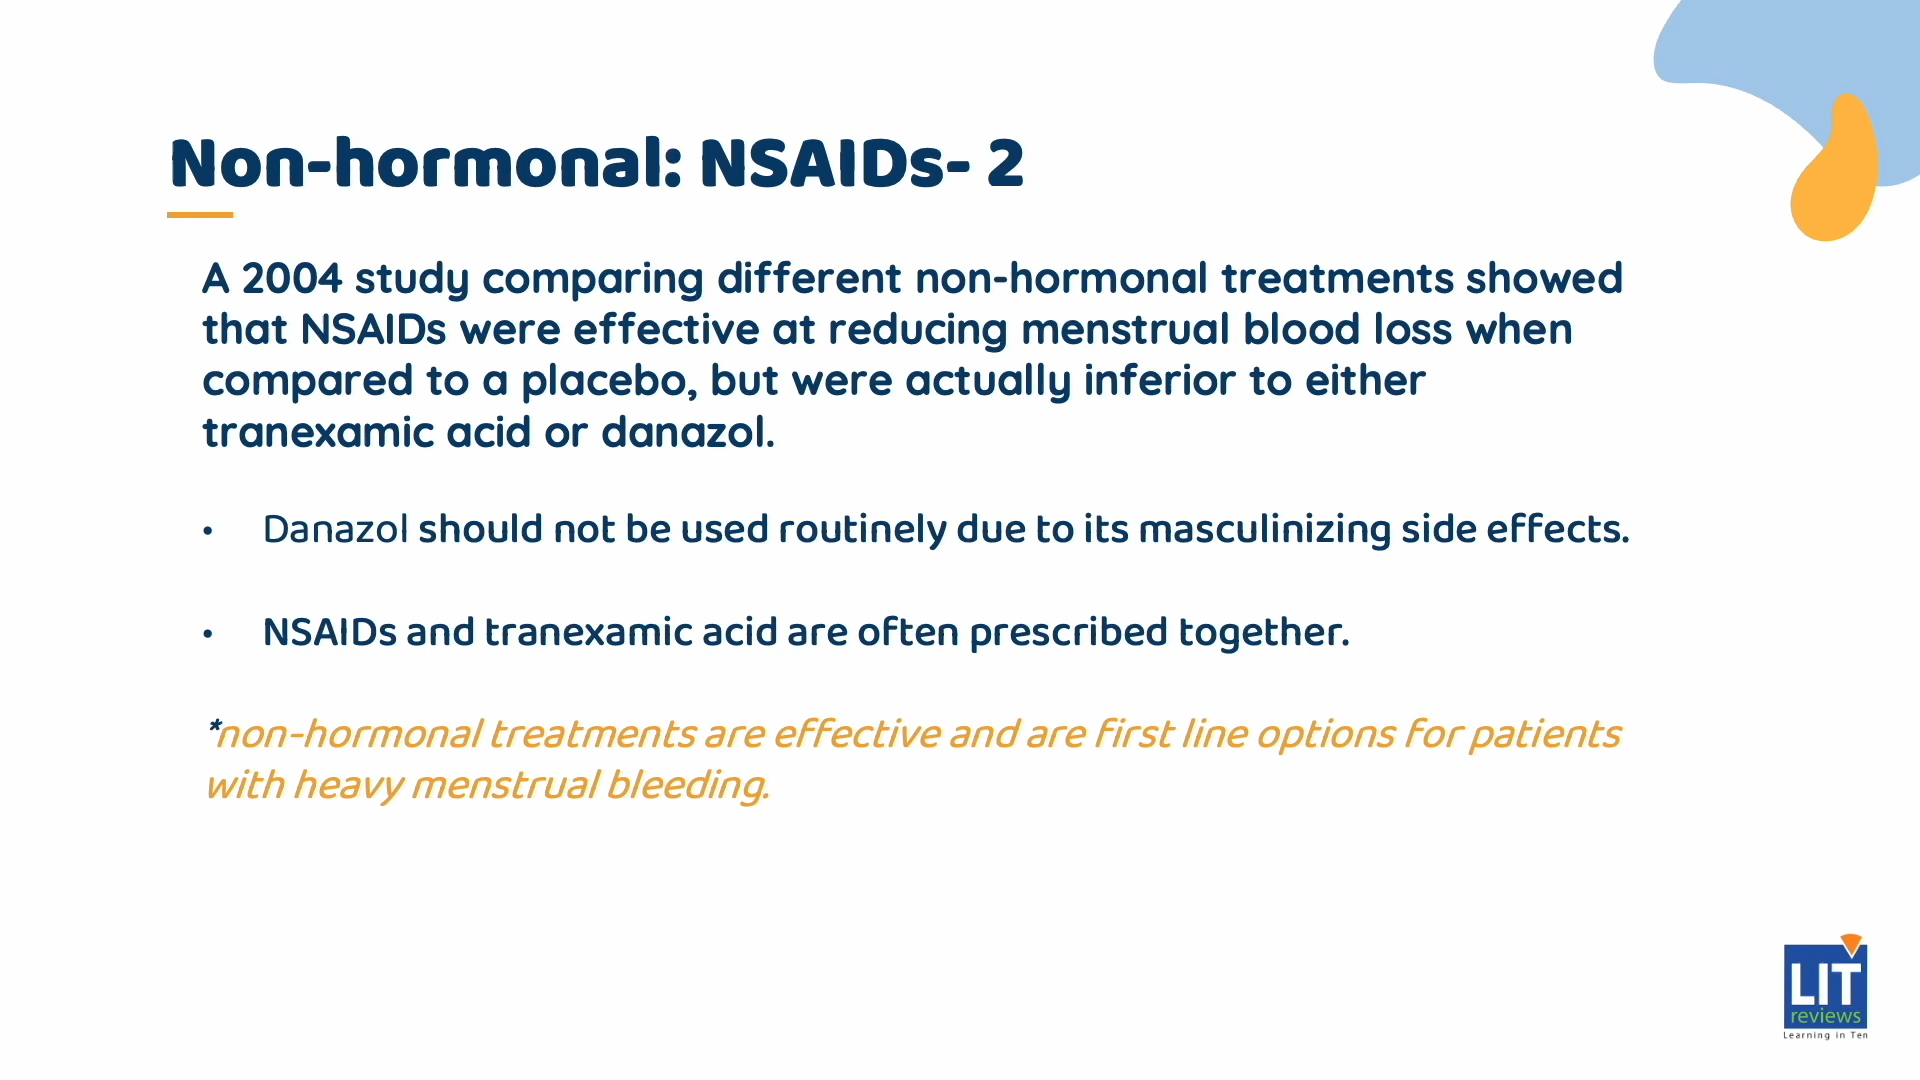 Non-hormonal: NSAIDs- 2
A 2004 study comparing different non-hormonal treatments showed
that NSAIDs were effective at reducing menstrual blood loss when
compared to a placebo, but were actually inferior to either
tranexamic acid or danazol.
• Danazol should not be used routinely due to its masculinizing side effects.
• NSAIDs and tranexamic acid are often prescribed together.
*non-hormonal treatments are effective and are first line options for patients
with heavy menstrual bleeding.
LIT
reviews
Learning in Ten